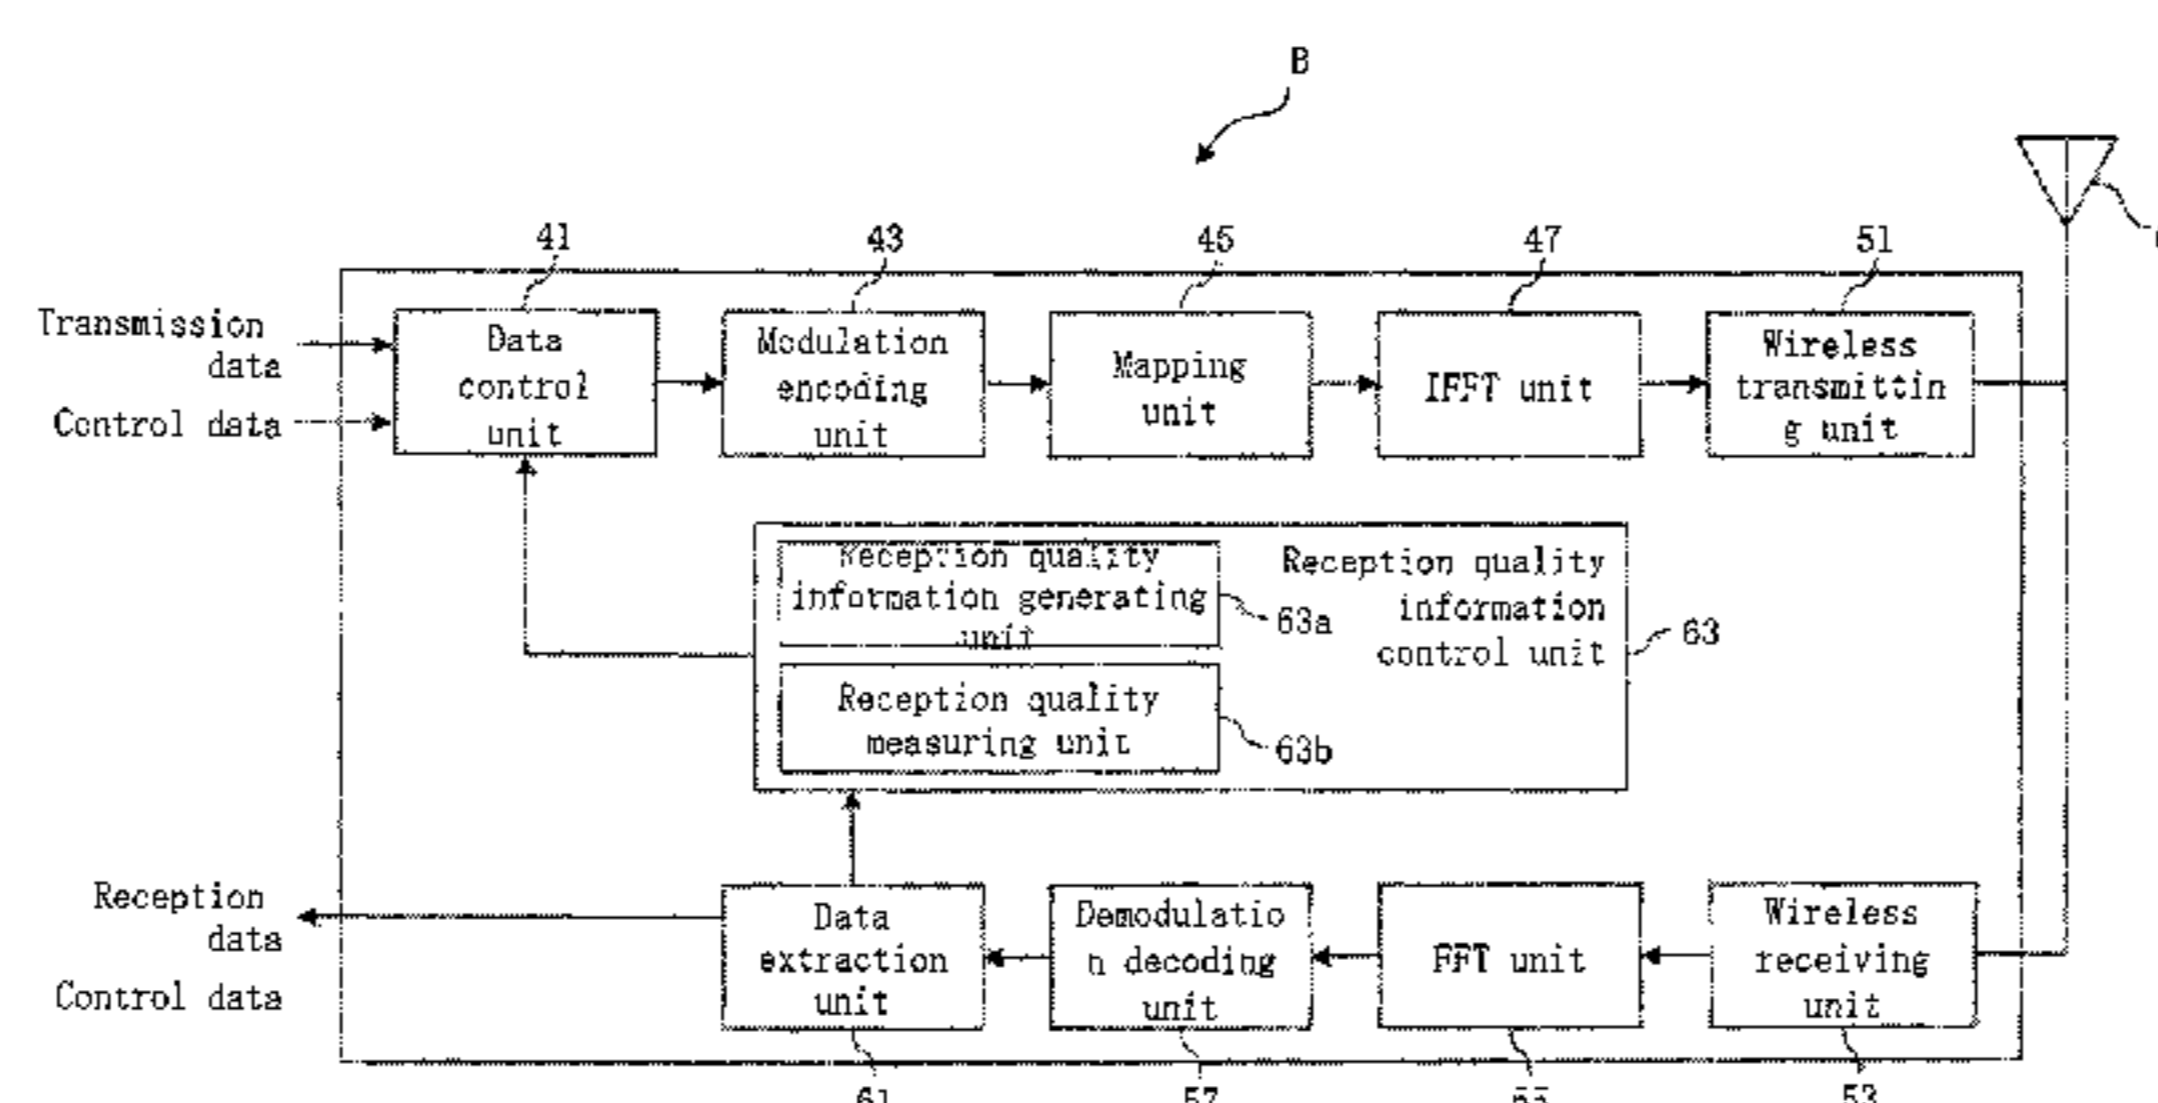 B
41
43
45
47
51
Transmission
data
Control data
Data
control
unit
Modulation
encoding
unit
Mapping
unit
IFFT unit
Wireless
transmittin
g unit
Reception quality
information generating
unit
63a
Reception quality
information
control unit
63
Reception quality
measuring unit
63b
Reception
data
Control data
Data
extraction
unit
Demodulatio
n decoding
unit
FFT unit
Wireless
receiving
unit
61
57
55
53